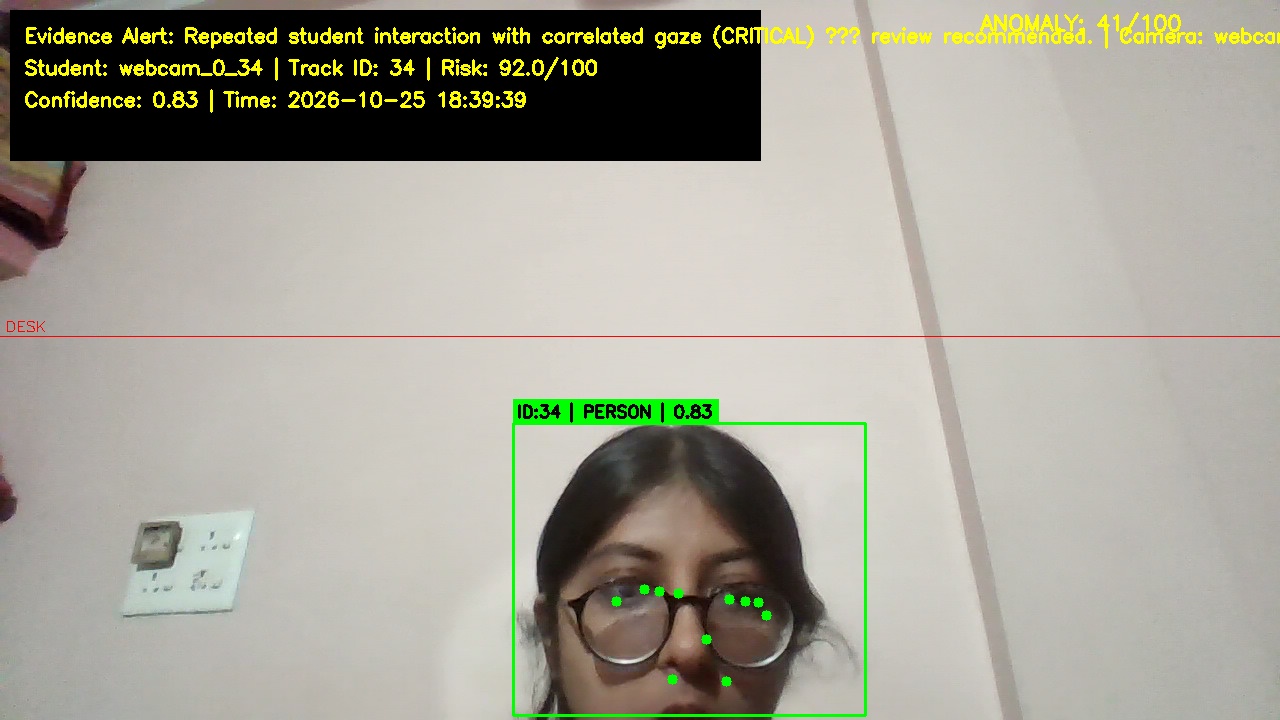 Evidence Alert: Repeated student interaction with correlated gaze (CRITICAL) ??? review recommended. | Camera: webcam
ANOMALY: 41/100
Student: webcam_0_34 | Track ID: 34 | Risk: 92.0/100
Confidence: 0.83 | Time: 2026-10-25 18:39:39
DESK
ID:34 | PERSON | 0.83